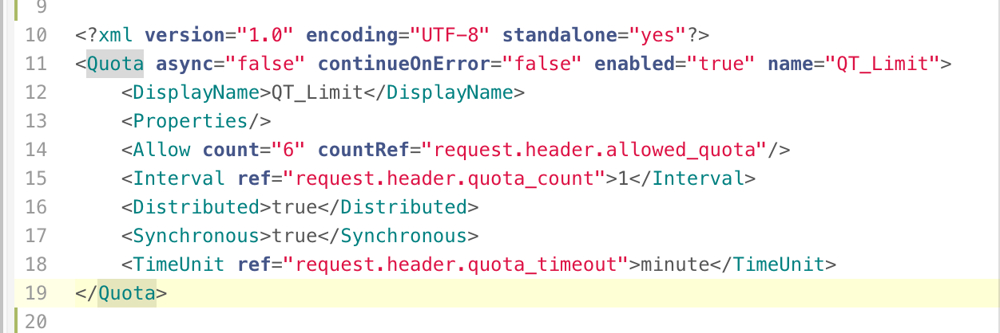 9
10 <?xml version="1.0" encoding="UTF-8" standalone="yes"?>
11 <Quota async="false" continueOnError="false" enabled="true" name="QT_Limit">
12     <DisplayName>QT_Limit</DisplayName>
13     <Properties/>
14     <Allow count="6" countRef="request.header.allowed_quota"/>
15     <Interval ref="request.header.quota_count">1</Interval>
16     <Distributed>true</Distributed>
17     <Synchronous>true</Synchronous>
18     <TimeUnit ref="request.header.quota_timeout">minute</TimeUnit>
19 </Quota>
20